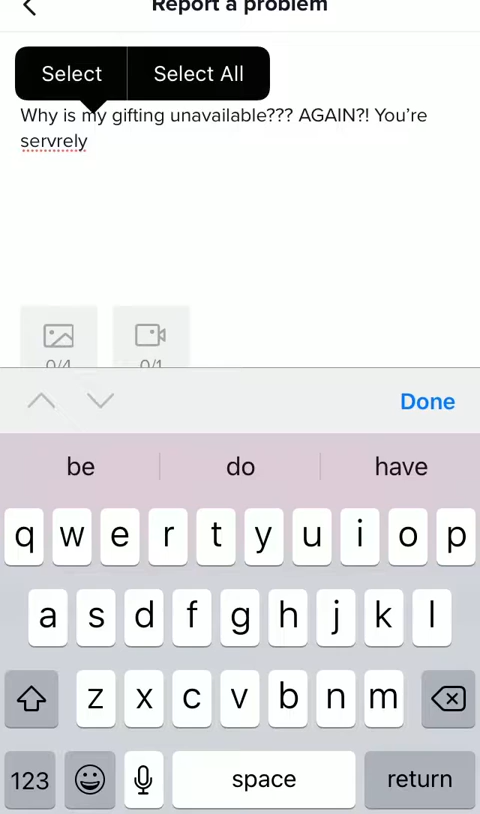 Report a problem
Select Select All
Why is my gifting unavailable??? AGAIN?! You’re
servrely
0/4 0/1
Done
be do have
q w e r t y u i o p
a s d f g h j k l
z x c v b n m
123 space return